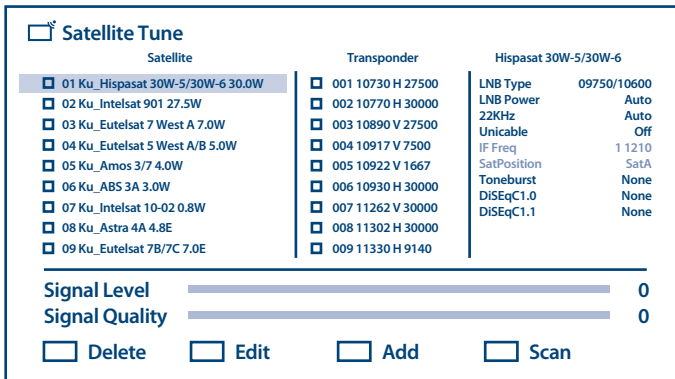 Satellite Tune
Satellite
01 Ku_Hispasat 30W-5/30W-6 30.0W
02 Ku_Intelsat 901 27.5W
03 Ku_Eutelsat 7 West A 7.0W
04 Ku_Eutelsat 5 West A/B 5.0W
05 Ku_Amos 3/7 4.0W
06 Ku_ABS 3A 3.0W
07 Ku_Intelsat 10-02 0.8W
08 Ku_Astra 4A 4.8E
09 Ku_Eutelsat 7B/7C 7.0E
Transponder
001 10730 H 27500
002 10770 H 30000
003 10890 V 27500
004 10917 V 7500
005 10922 V 1667
006 10930 H 30000
007 11262 V 30000
008 11302 H 30000
009 11330 H 9140
Hispasat 30W-5/30W-6
LNB Type 09750/10600
LNB Power Auto
22KHz Auto
Unicable Off
IF Freq 1 1210
SatPosition SatA
Toneburst None
DiSEqC1.0 None
DiSEqC1.1 None
Signal Level 0
Signal Quality 0
Delete Edit Add Scan